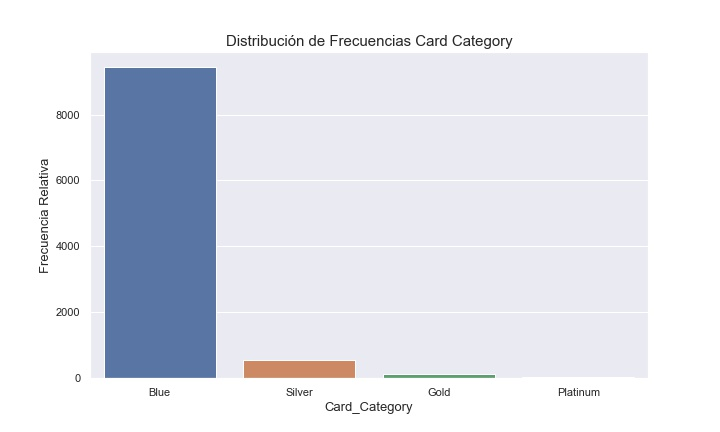 Distribución de Frecuencias Card Category
Frecuencia Relativa
8000
6000
4000
2000
0
Blue Silver Gold Platinum
Card_Category